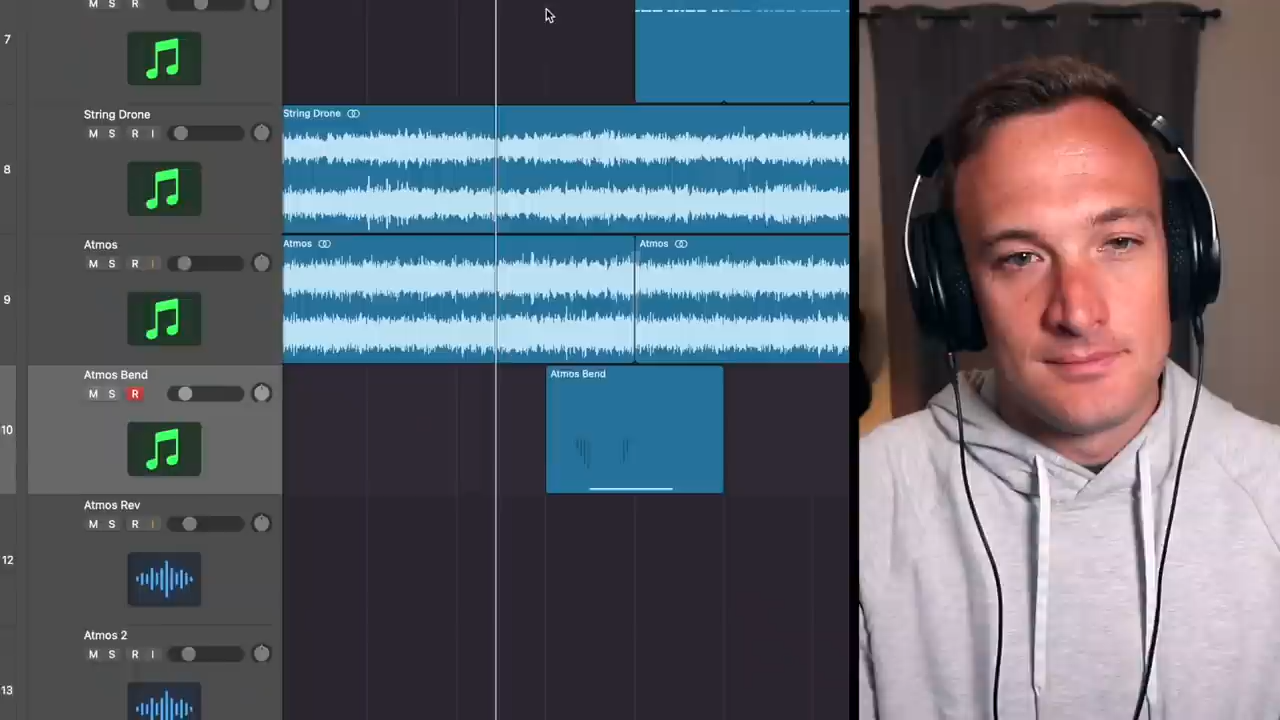 M S R
7
String Drone
M S R I
8
String Drone
Atmos
M S R I
9
Atmos
Atmos
Atmos Bend
M S R
10
Atmos Bend
Atmos Rev
M S R I
12
Atmos 2
M S R I
13